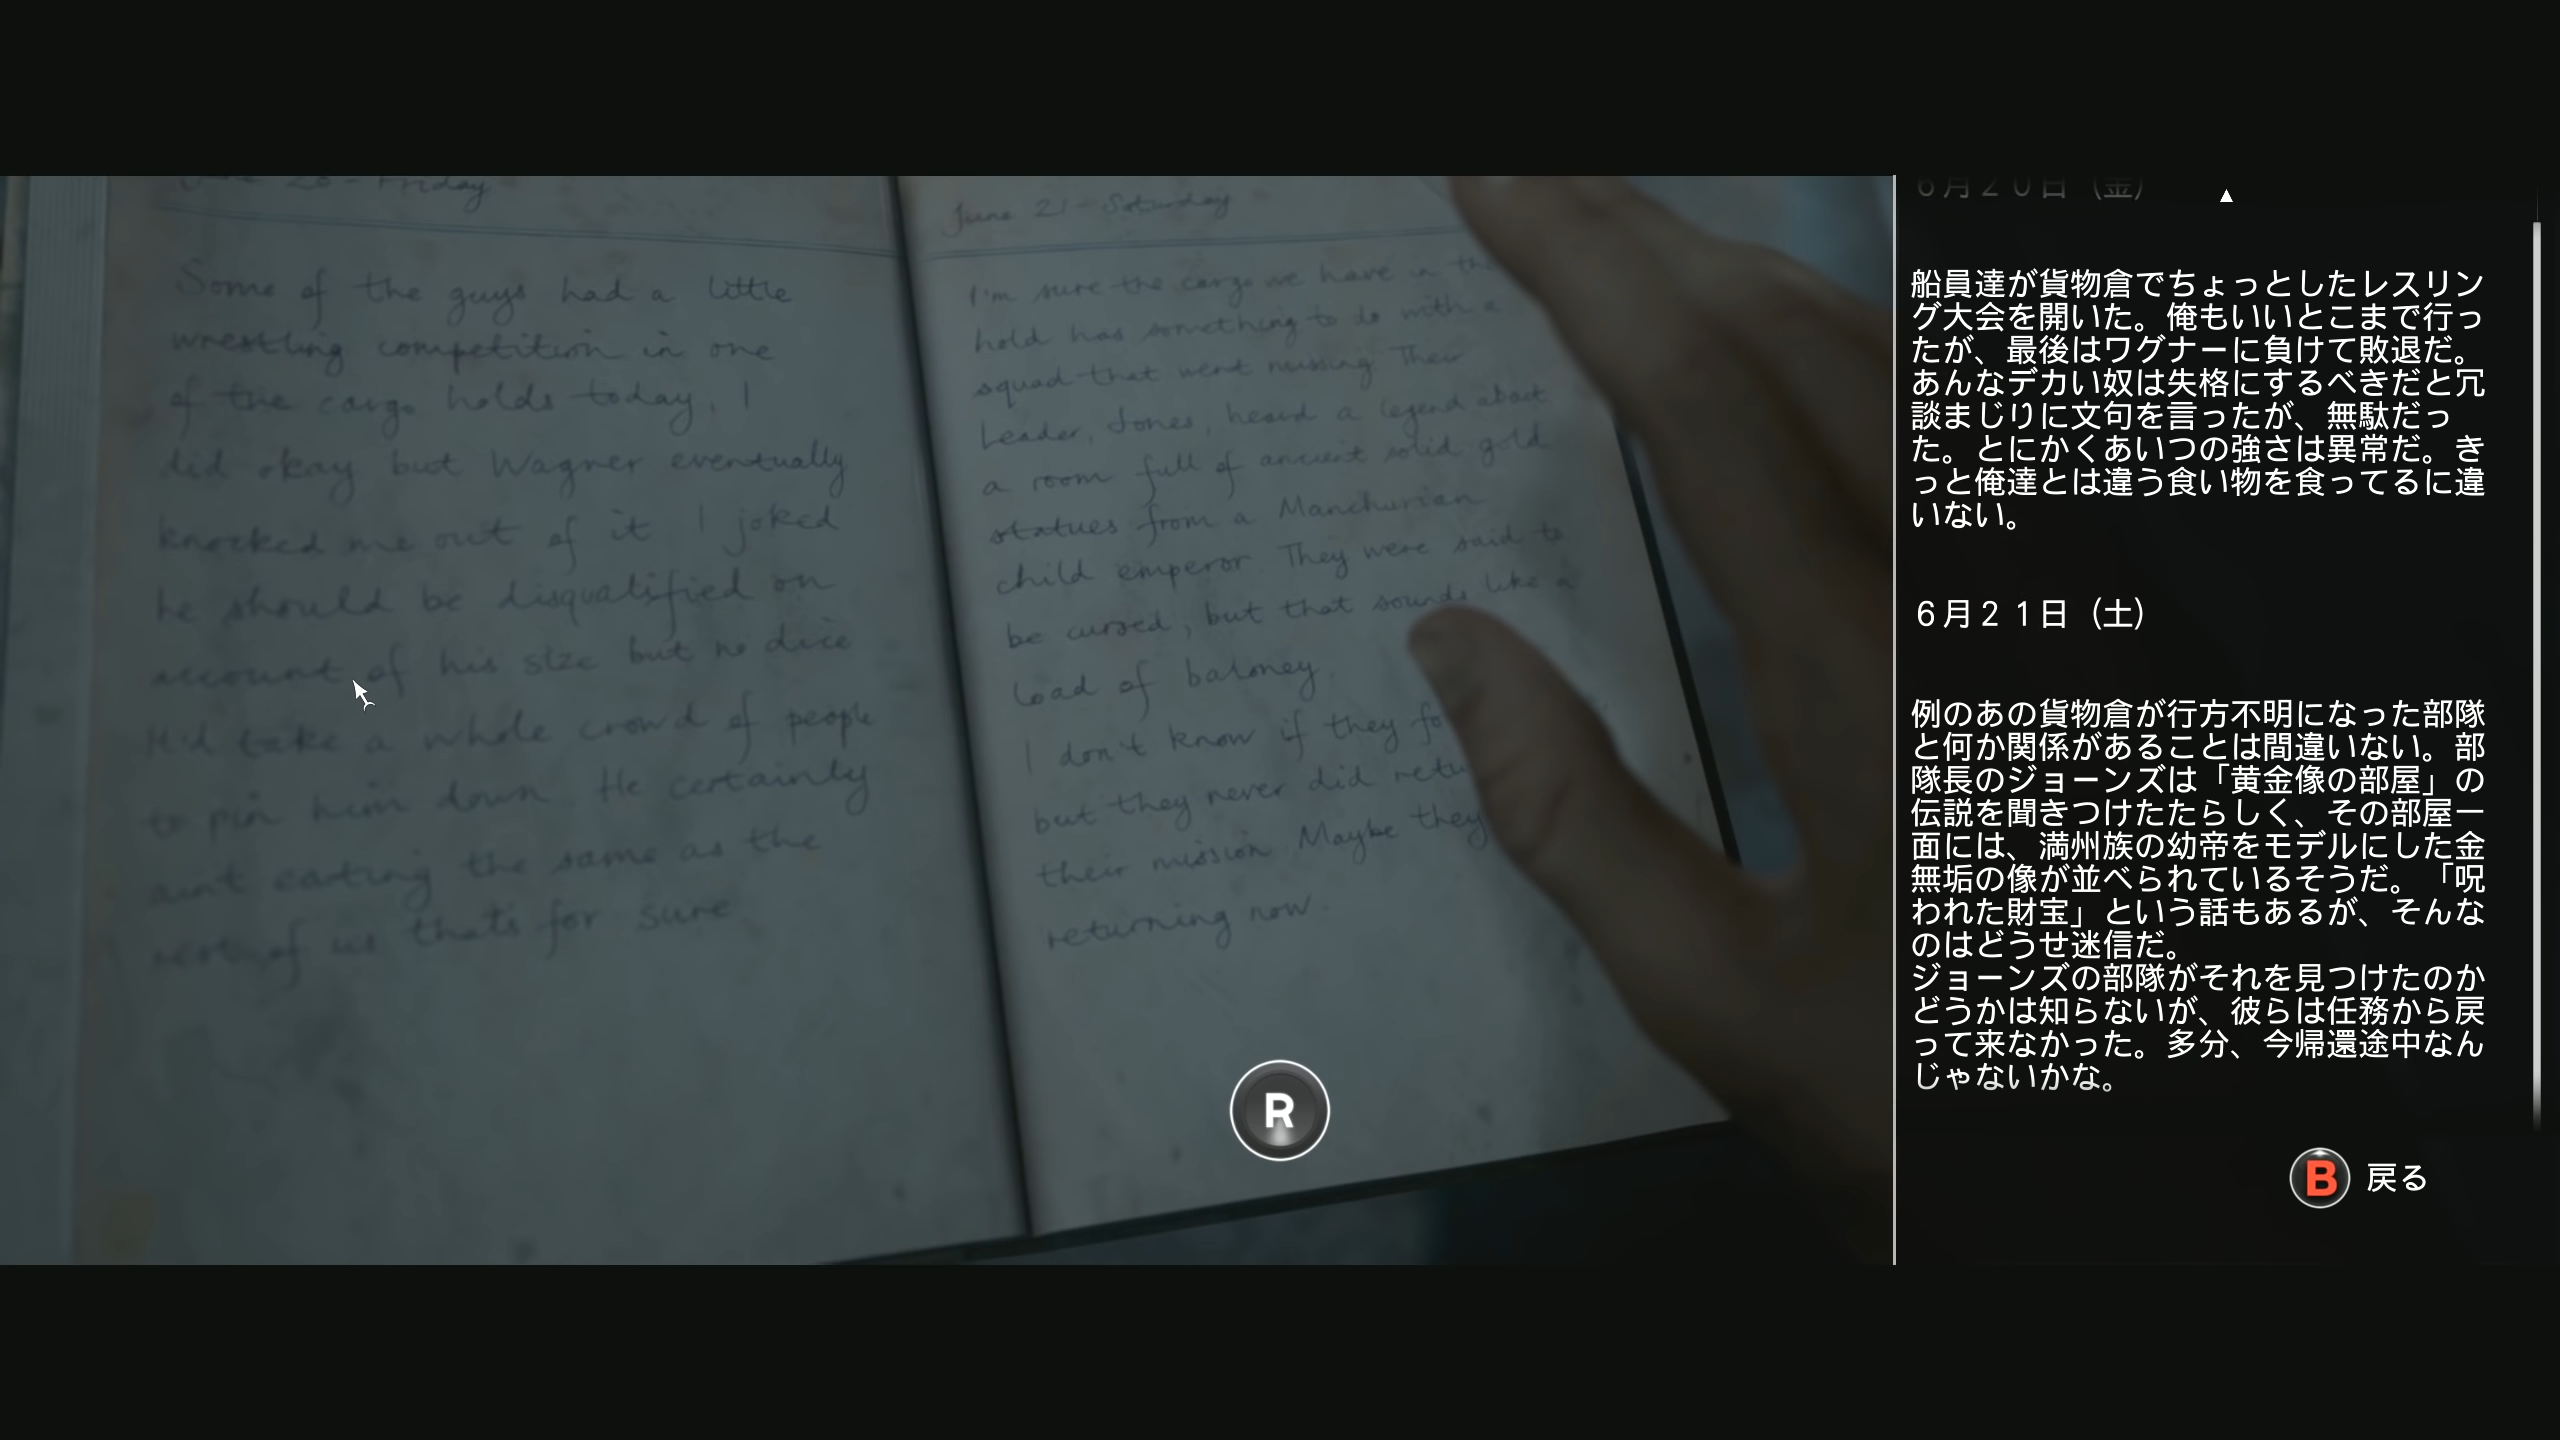 June 20 - Friday
Some of the guys had a little
wrestling competition in one
of the cargo holds today. I
did okay but Wagner eventually
knocked me out of it I joked
he should be disqualified on
account of his size but no dice
It'd take a whole crowd of people
to pin him down. He certainly
ain't eating the same as the
rest of us thats for sure
June 21 - Saturday
I'm sure the cargo we have in the
hold has something to do with a
squad that went missing. Their
Leader, Jones, heard a legend about
a room full of ancient solid gold
statues from a Manchurian
child emperor. They were said to
be cursed, but that sounds like a
load of baloney.
I don't know if they fo
but they never did retu
their mission. Maybe they
returning now.
R
6月20日 (金)
船員達が貨物倉でちょっとしたレスリン
グ大会を開いた。俺もいいとこまで行っ
たが、最後はワグナーに負けて敗退だ。
あんなデカい奴は失格にするべきだと冗
談まじりに文句を言ったが、無駄だっ
た。とにかくあいつの強さは異常だ。き
っと俺達とは違う食い物を食ってるに違
いない。
6月21日 (土)
例のあの貨物倉が行方不明になった部隊
と何か関係があることは間違いない。部
隊長のジョーンズは「黄金像の部屋」の
伝説を聞きつけたたらしく、その部屋一
面には、満州族の幼帝をモデルにした金
無垢の像が並べられているそうだ。「呪
われた財宝」という話もあるが、そんな
のはどうせ迷信だ。
ジョーンズの部隊がそれを見つけたのか
どうかは知らないが、彼らは任務から戻
って来なかった。多分、今帰還途中なん
じゃないかな。
B 戻る